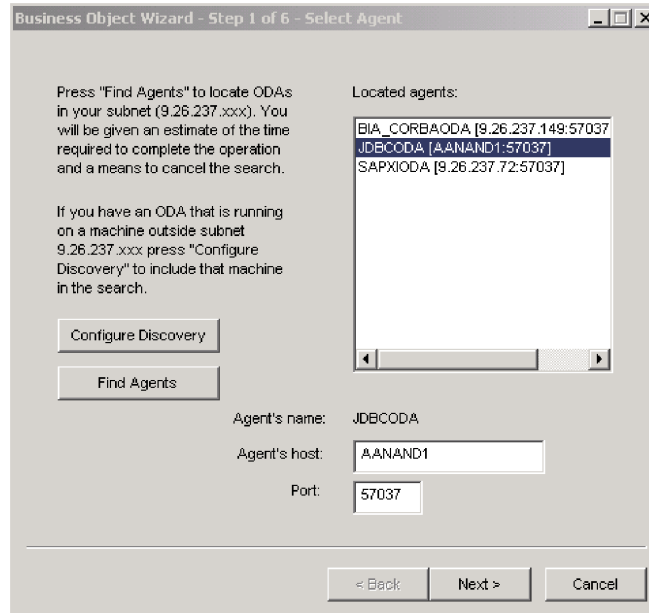 Business Object Wizard - Step 1 of 6 - Select Agent
Press "Find Agents" to locate ODAs
in your subnet (9.26.237.xxx). You
will be given an estimate of the time
required to complete the operation
and a means to cancel the search.
If you have an ODA that is running
on a machine outside subnet
9.26.237.xxx press "Configure
Discovery" to include that machine
in the search.
Configure Discovery
Find Agents
Located agents:
BIA_CORBAODA [9.26.237.149:57037
JDBCODA [AANAND1:57037]
SAPXIODA [9.26.237.72:57037]
Agent's name: JDBCODA
Agent's host: AANAND1
Port: 57037
< Back
Next >
Cancel